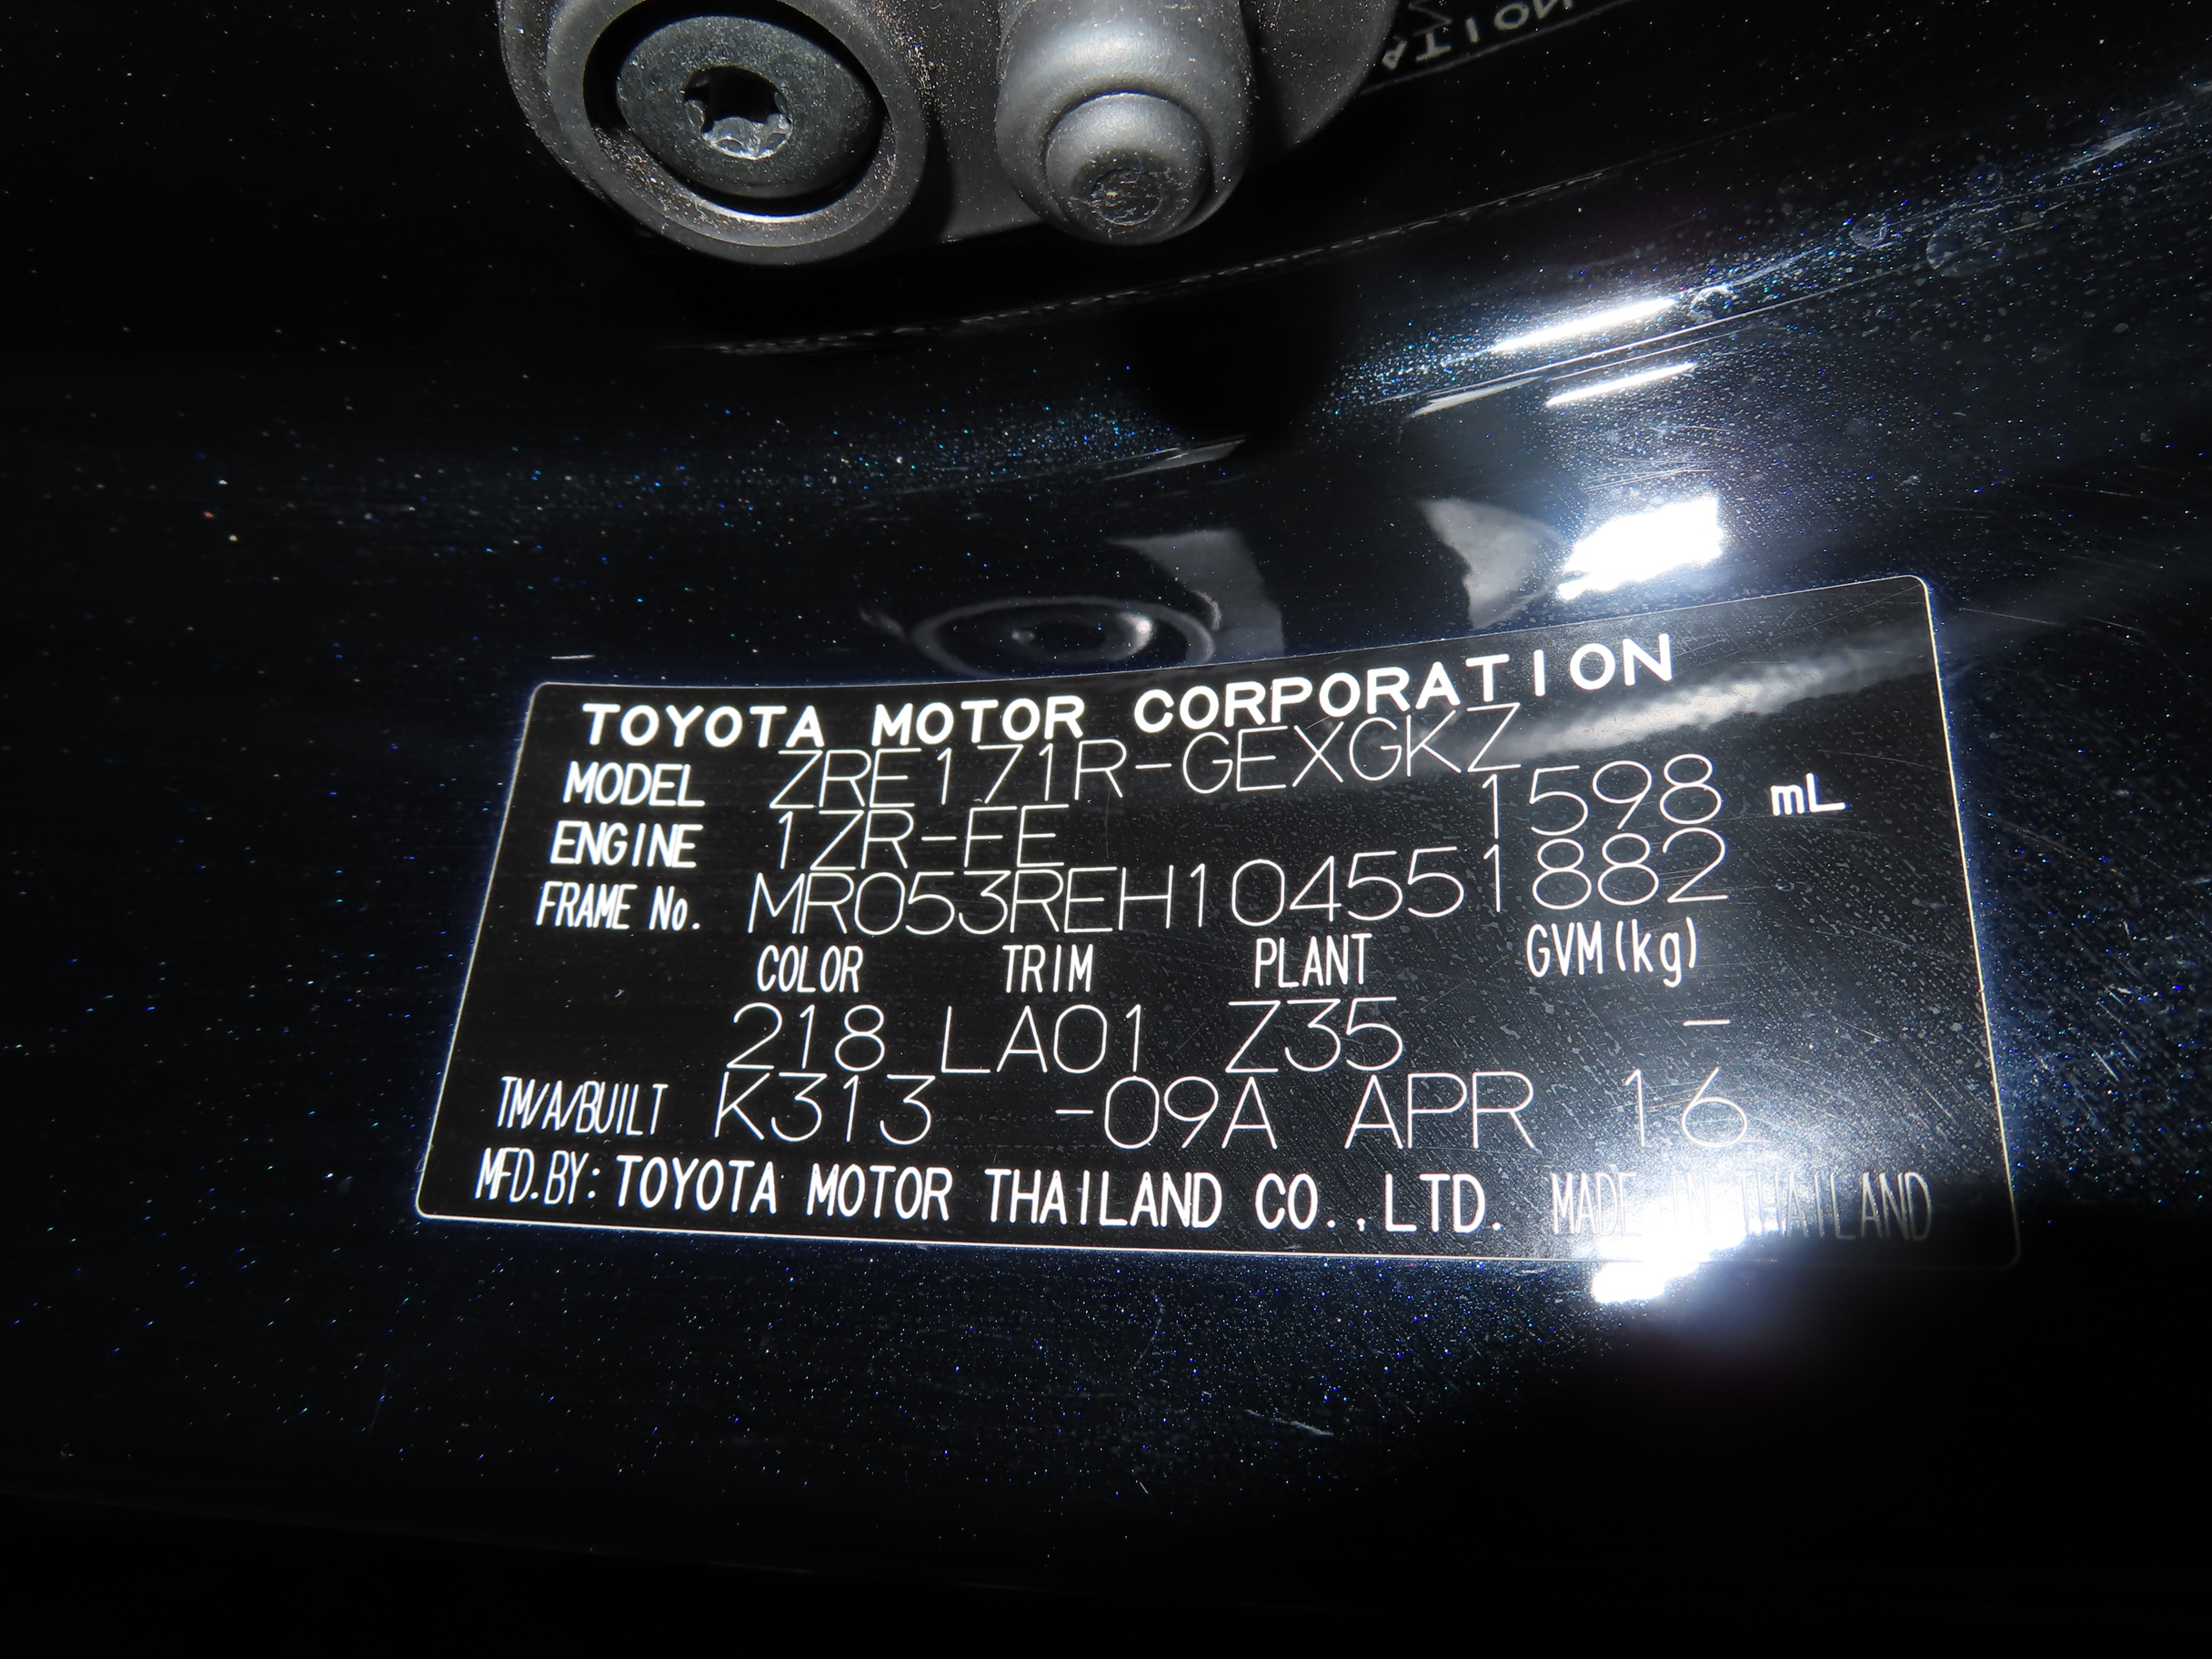 TOYOTA MOTOR CORPORATION
MODEL ZRE171R-GEXGKZ
ENGINE 1ZR-FE 1598 mL
FRAME No. MR053REH104551882
COLOR TRIM PLANT GVM(kg)
218 LA01 Z35 -
TM/A/BUILT K313 -09A APR 16
MFD.BY: TOYOTA MOTOR THAILAND CO.,LTD. MADE IN THAILAND